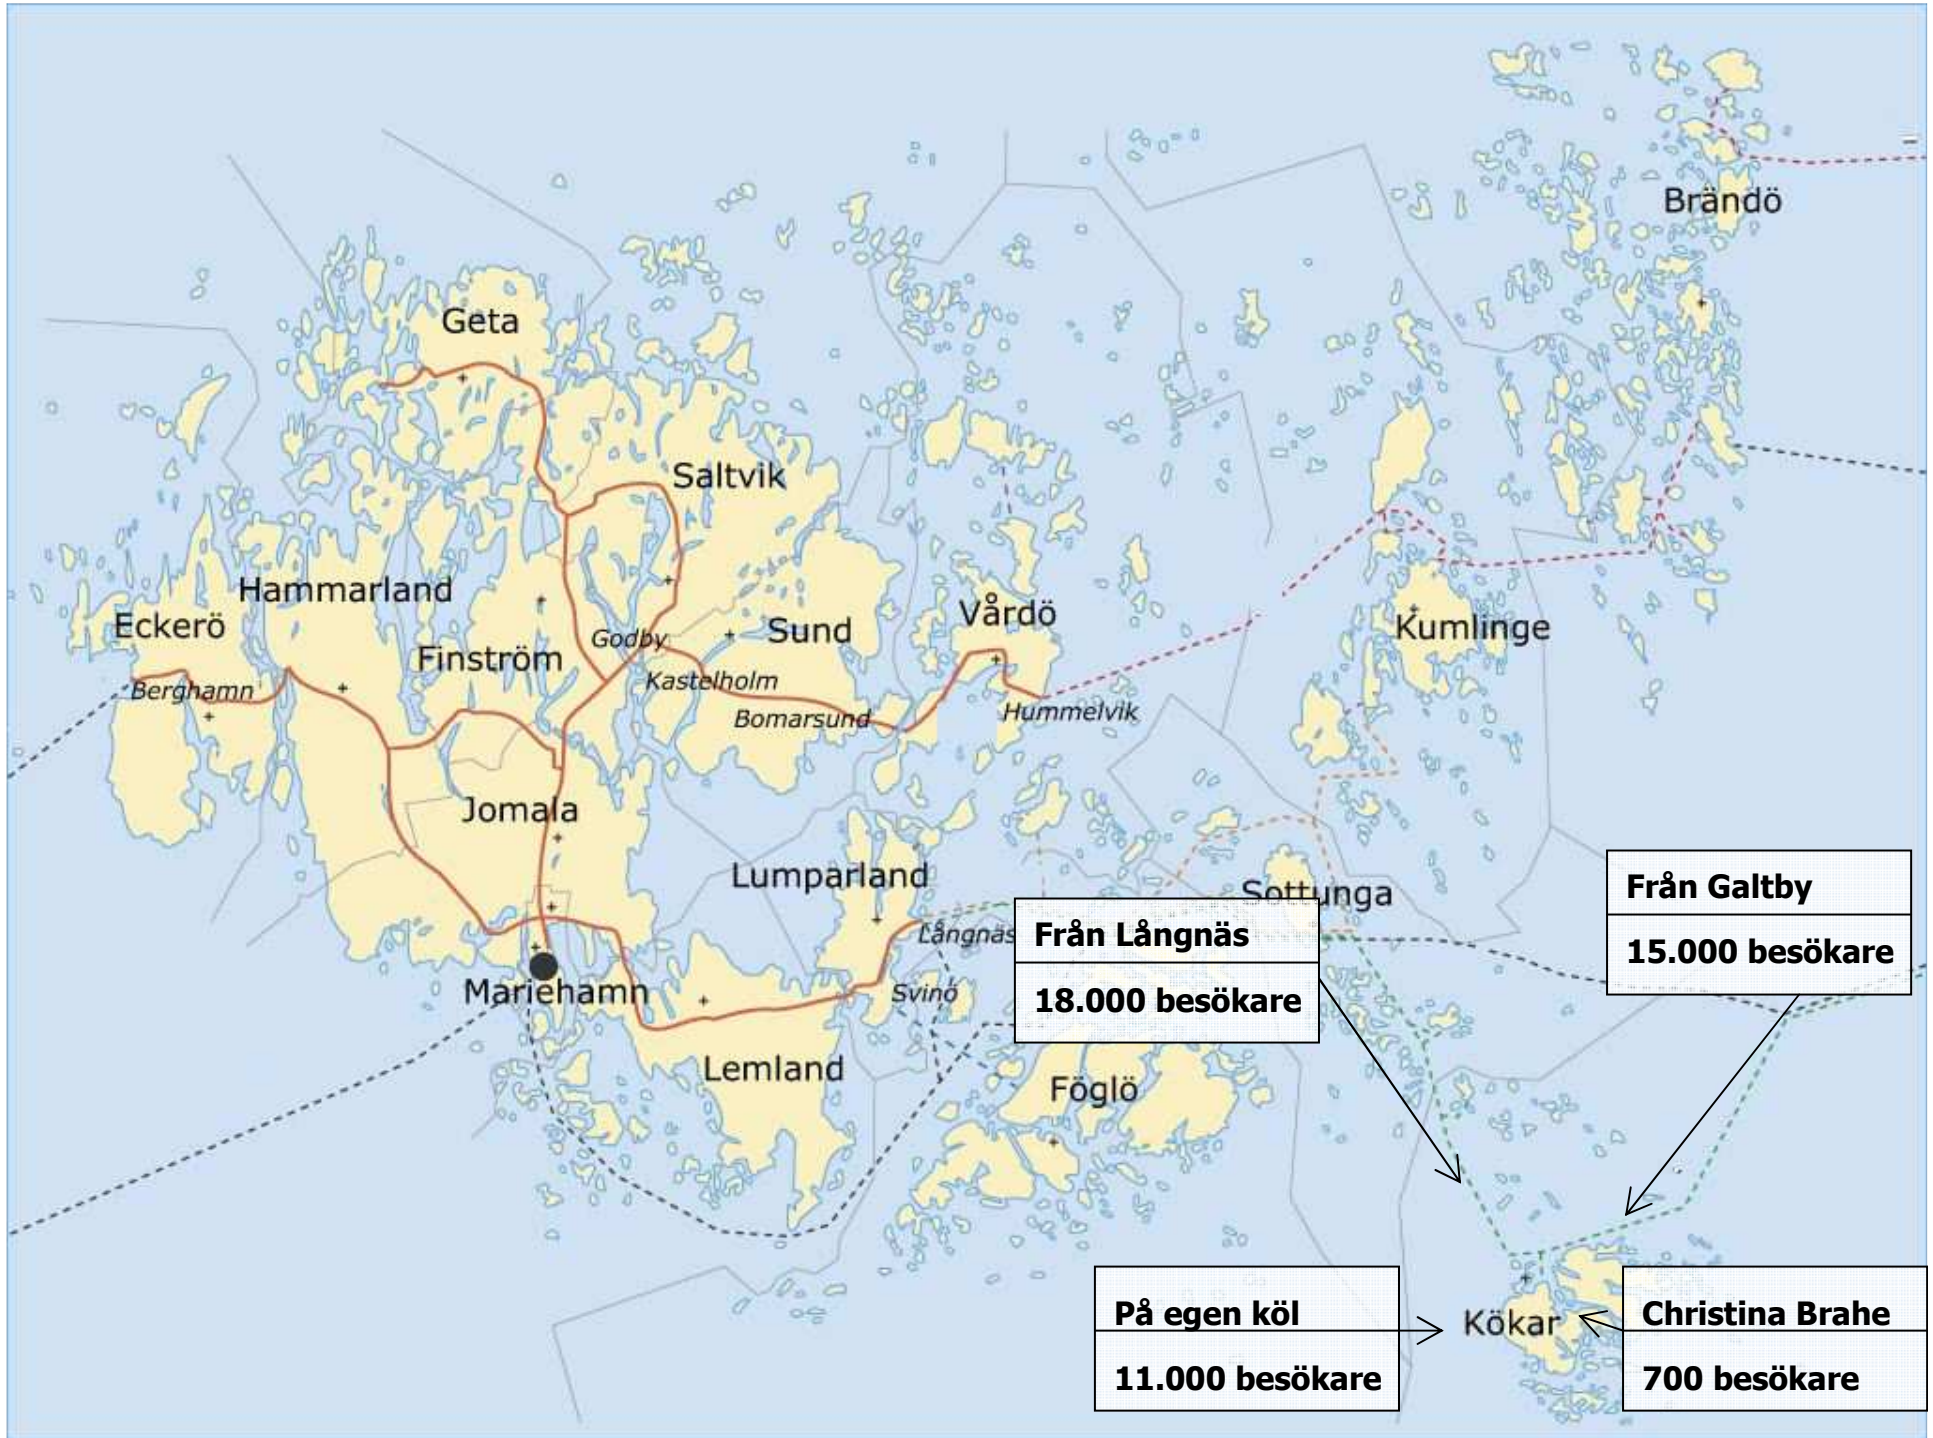 Brändö
Geta
Saltvik
Hammarland
Eckerö
Vårdö
Sund
Kumlinge
Godby
Finström
Kastelholm
Berghamn
Bomarsund
Hummelvik
Jomala
Lumparland
Sottunga
Från Galtby
15.000 besökare
Långnäs
Från Långnäs
18.000 besökare
Mariehamn
Svinö
Lemland
Föglö
På egen köl
11.000 besökare
Kökar
Christina Brahe
700 besökare